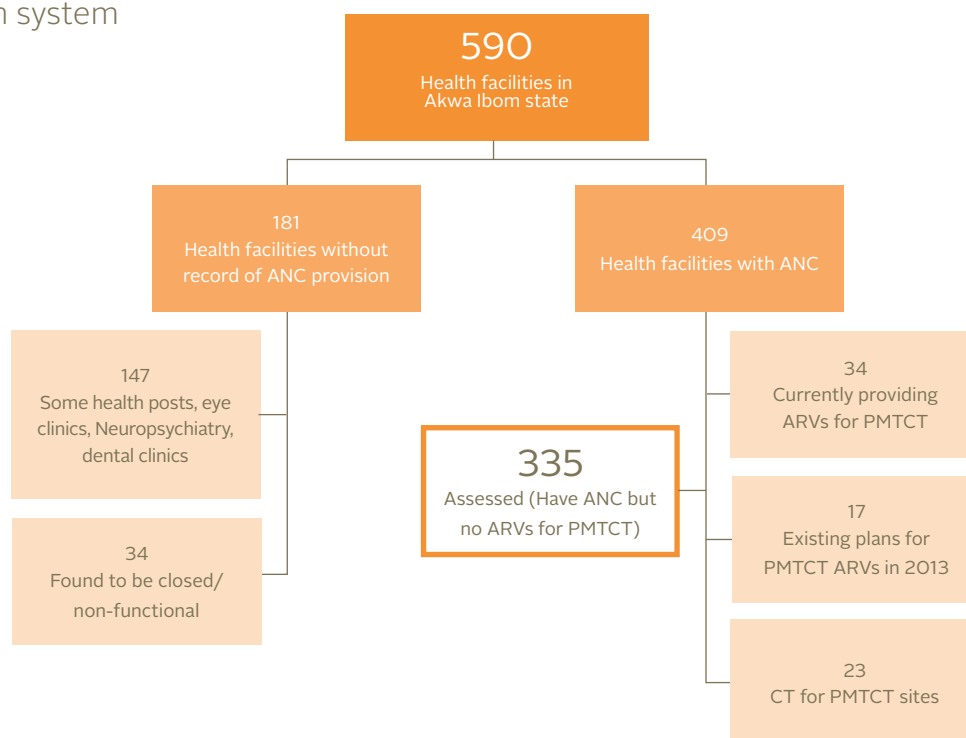 system
590
Health facilities in
Akwa Ibom state
181
Health facilities without
record of ANC provision
409
Health facilities with ANC
147
Some health posts, eye
clinics, Neuropsychiatry,
dental clinics
34
Found to be closed/
non-functional
335
Assessed (Have ANC but
no ARVs for PMTCT)
34
Currently providing
ARVs for PMTCT
17
Existing plans for
PMTCT ARVs in 2013
23
CT for PMTCT sites